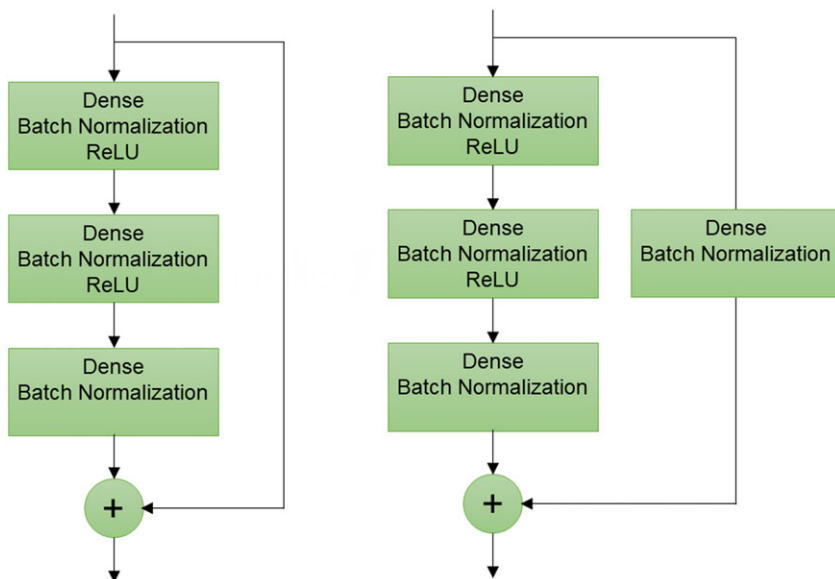 Dense
Batch Normalization
ReLU
Dense
Batch Normalization
ReLU
Dense
Batch Normalization
+
Dense
Batch Normalization
ReLU
Dense
Batch Normalization
ReLU
Dense
Batch Normalization
Dense
Batch Normalization
+